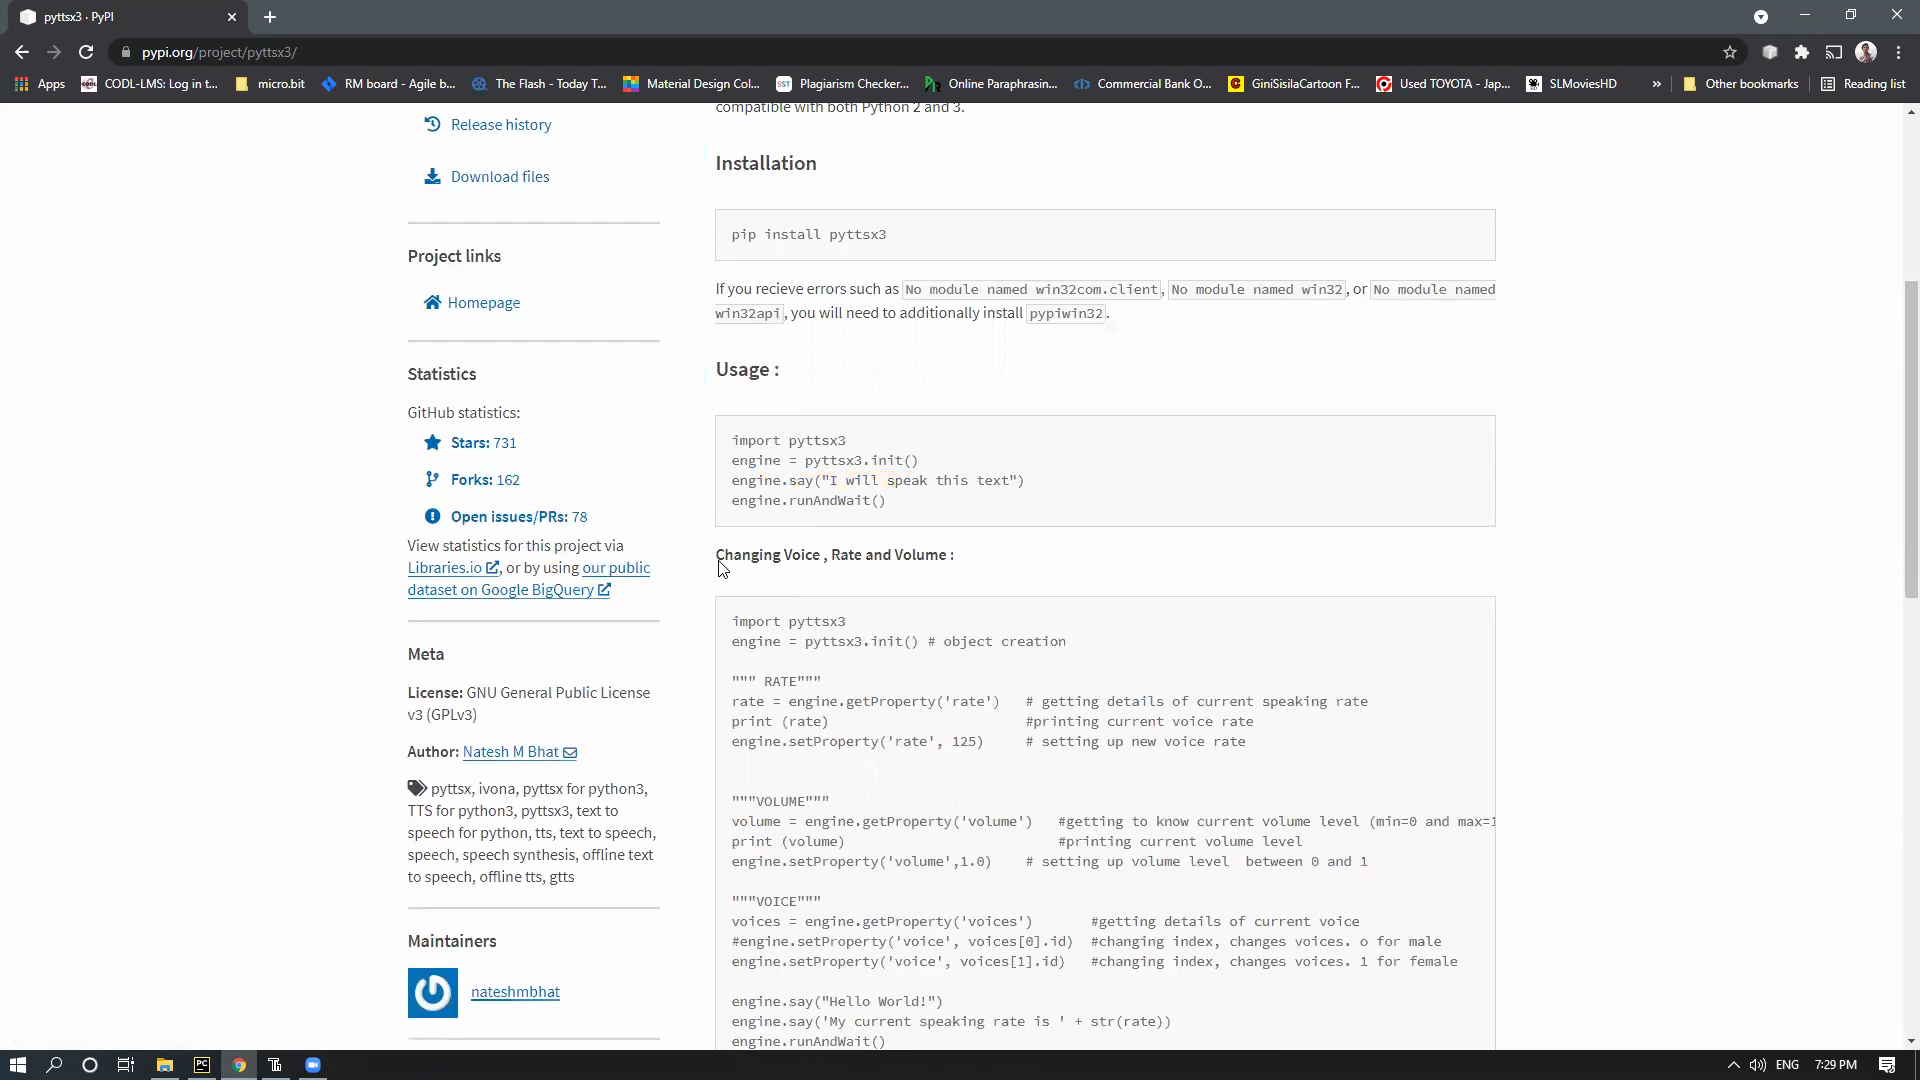 pyttsx3 · PyPI
pypi.org/project/pyttsx3/
Apps
CODL-LMS: Log in t...
micro.bit
RM board - Agile b...
The Flash - Today T...
Material Design Col...
SST
Plagiarism Checker...
Online Paraphrasin...
Commercial Bank O...
GiniSisilaCartoon F...
Used TOYOTA - Jap...
SLMoviesHD
»
Other bookmarks
Reading list
Release history
Download files
Project links
Homepage
Statistics
GitHub statistics:
Stars: 731
Forks: 162
Open issues/PRs: 78
View statistics for this project via
Libraries.io, or by using our public
dataset on Google BigQuery
Meta
License: GNU General Public License
v3 (GPLv3)
Author: Natesh M Bhat
pyttsx, ivona, pyttsx for python3,
TTS for python3, pyttsx3, text to
speech for python, tts, text to speech,
speech, speech synthesis, offline text
to speech, offline tts, gtts
Maintainers
nateshmbhat
compatible with both Python 2 and 3.
Installation
pip install pyttsx3
If you recieve errors such as No module named win32com.client, No module named win32, or No module named
win32api, you will need to additionally install pypiwin32.
Usage :
import pyttsx3
engine = pyttsx3.init()
engine.say("I will speak this text")
engine.runAndWait()
Changing Voice , Rate and Volume :
import pyttsx3
engine = pyttsx3.init() # object creation
""" RATE"""
rate = engine.getProperty('rate')   # getting details of current speaking rate
print (rate)                        #printing current voice rate
engine.setProperty('rate', 125)     # setting up new voice rate
"""VOLUME"""
volume = engine.getProperty('volume')   #getting to know current volume level (min=0 and max=1
print (volume)                          #printing current volume level
engine.setProperty('volume',1.0)    # setting up volume level  between 0 and 1
"""VOICE"""
voices = engine.getProperty('voices')       #getting details of current voice
#engine.setProperty('voice', voices[0].id)  #changing index, changes voices. o for male
engine.setProperty('voice', voices[1].id)   #changing index, changes voices. 1 for female
engine.say("Hello World!")
engine.say('My current speaking rate is ' + str(rate))
engine.runAndWait()
PC
ENG
7:29 PM